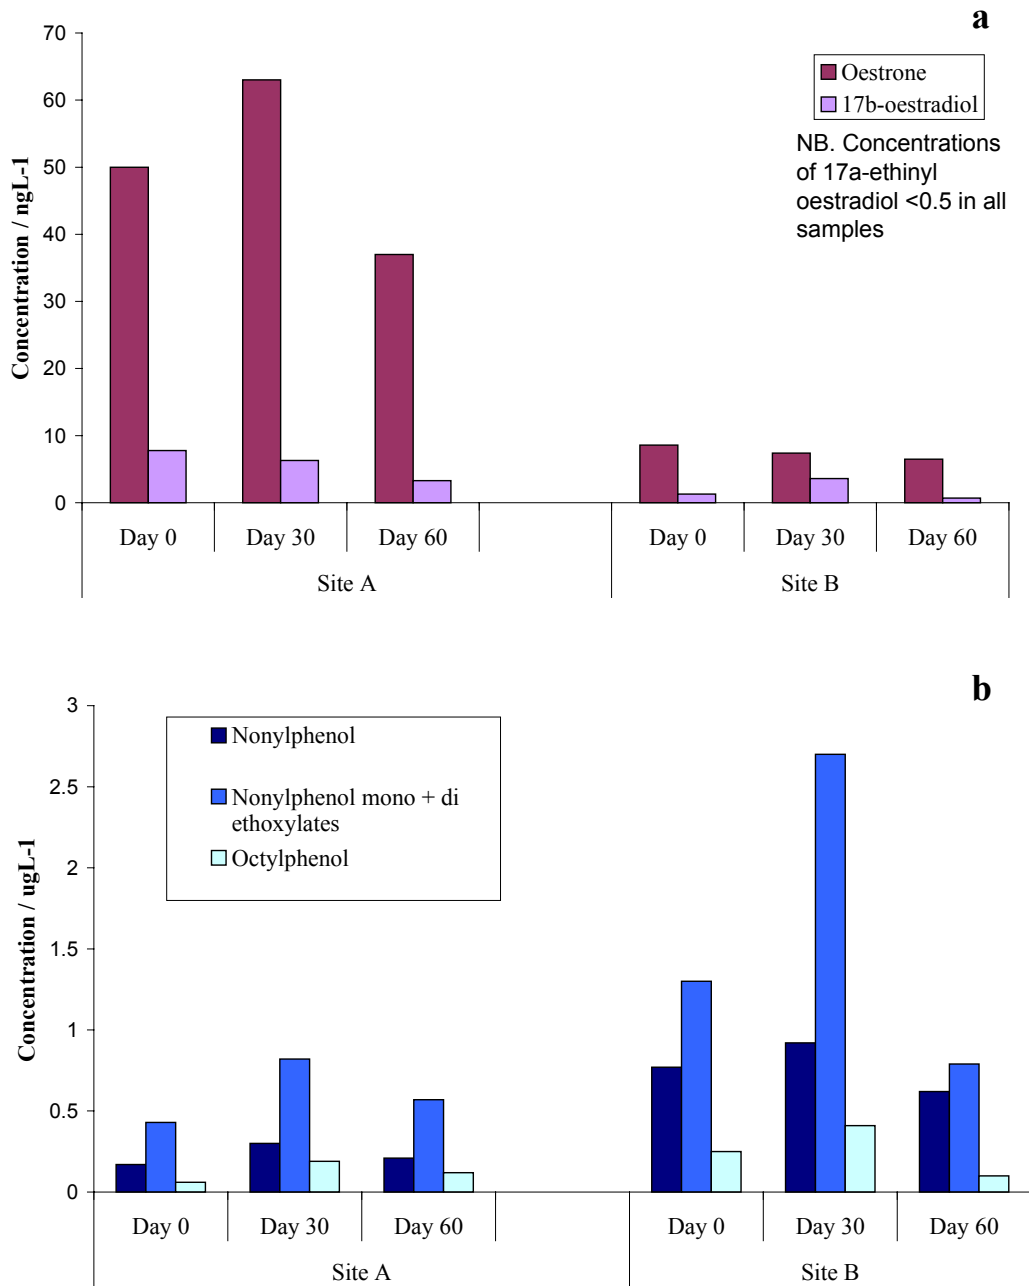 a
70
60
50
40
30
20
10
0
Concentration / ngL-1
Oestrone
17b-oestradiol
NB. Concentrations
of 17a-ethinyl
oestradiol <0.5 in all
samples
Day 0 Day 30 Day 60 Day 0 Day 30 Day 60
Site A Site B
b
3
2.5
2
1.5
1
0.5
0
Concentration / ugL-1
Nonylphenol
Nonylphenol mono + di
ethoxylates
Octylphenol
Day 0 Day 30 Day 60 Day 0 Day 30 Day 60
Site A Site B